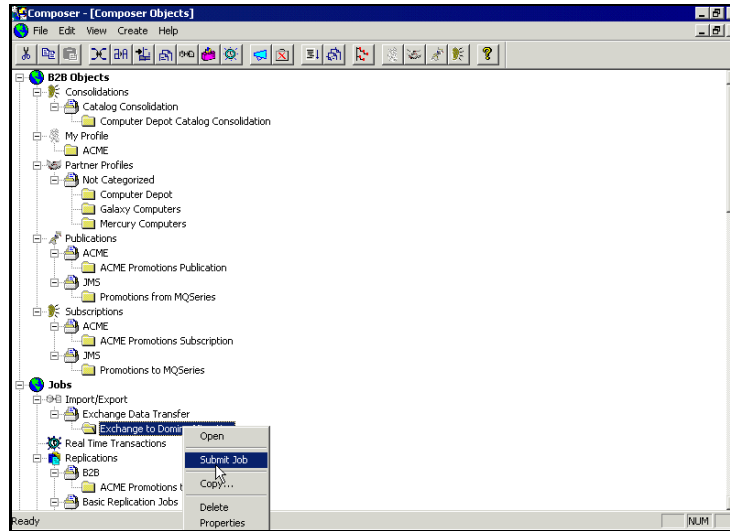 Composer - [Composer Objects]
File Edit View Create Help
B2B Objects
Consolidations
Catalog Consolidation
Computer Depot Catalog Consolidation
My Profile
ACME
Partner Profiles
Not Categorized
Computer Depot
Galaxy Computers
Mercury Computers
Publications
ACME
ACME Promotions Publication
JMS
Promotions from MQSeries
Subscriptions
ACME
ACME Promotions Subscription
JMS
Promotions to MQSeries
Jobs
Import/Export
Exchange Data Transfer
Exchange to
Open
Real Time Transactions
Replications
Submit Job
B2B
Copy...
ACME Promotions
Basic Replication Jobs
Delete
Properties
Ready
NUM